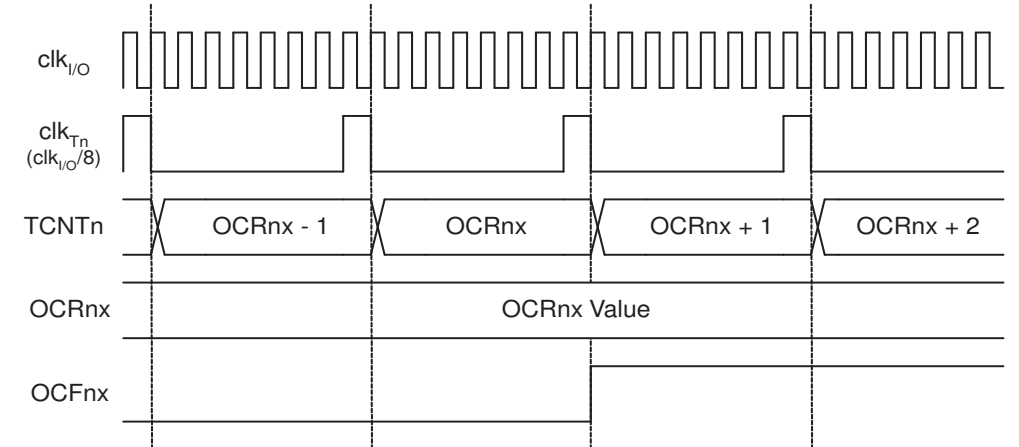 clkI/O
clkTn
(clkI/O/8)
TCNTn
OCRnx - 1
OCRnx
OCRnx + 1
OCRnx + 2
OCRnx
OCRnx Value
OCFnx